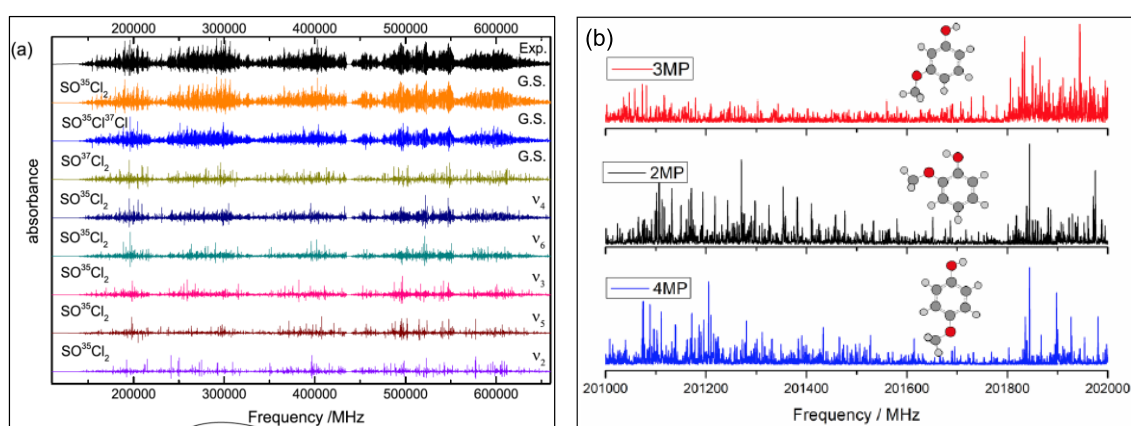 (a)
200000 300000 400000 500000 600000
Exp.
SO³⁵Cl₂ G.S.
SO³⁵Cl³⁷Cl G.S.
SO³⁷Cl₂ G.S.
SO³⁵Cl₂ ν₄
SO³⁵Cl₂ ν₆
SO³⁵Cl₂ ν₃
SO³⁵Cl₂ ν₅
SO³⁵Cl₂ ν₂
absorbance
200000 300000 400000 500000 600000
Frequency /MHz
(b)
3MP
2MP
4MP
201000 201200 201400 201600 201800 202000
Frequency / MHz